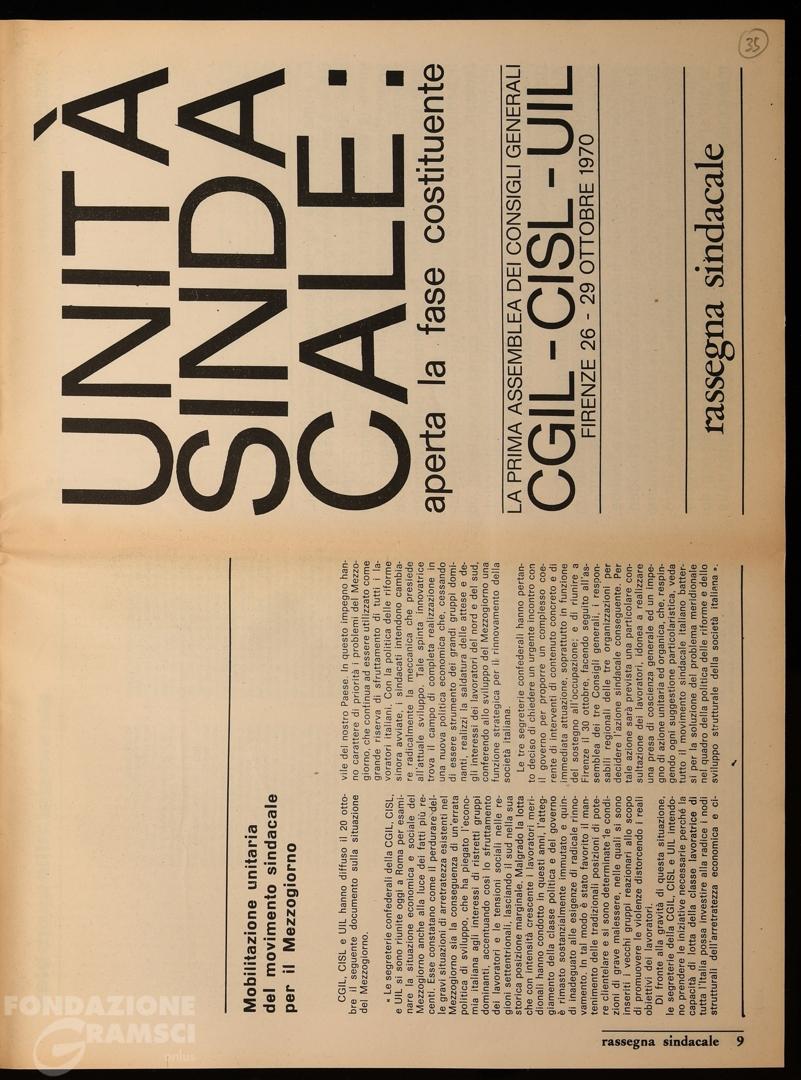 35
UNITÀ
SINDA
CALE:
aperta la fase costituente
LA PRIMA ASSEMBLEA DEI CONSIGLI GENERALI
CGIL - CISL - UIL
FIRENZE 26 - 29 OTTOBRE 1970
rassegna sindacale
Mobilitazione unitaria
del movimento sindacale
per il Mezzogiorno
CGIL, CISL e UIL hanno diffuso il 20 otto-
bre il seguente documento sulla situazione
del Mezzogiorno.
« Le segreterie confederali della CGIL, CISL,
e UIL si sono riunite oggi a Roma per esami-
nare la situazione economica e sociale del
Mezzogiorno anche alla luce dei fatti più re-
centi. Esse constatano come il perdurare del-
le gravi situazioni di arretratezza esistenti nel
Mezzogiorno sia la conseguenza di un'errata
politica di sviluppo, che ha piegato l'econo-
mia italiana agli interessi di ristretti gruppi
dominanti, accentuando così lo sfruttamento
dei lavoratori e le tensioni sociali nelle re-
gioni settentrionali, lasciando il sud nella sua
storica posizione marginale. Malgrado la lotta
che con intensità crescente i lavoratori meri-
dionali hanno condotto in questi anni, l'atteg-
giamento della classe politica e del governo
è rimasto sostanzialmente immutato e quin-
di inadeguato alle esigenze di radicale rinno-
vamento. In tal modo è stato favorito il man-
tenimento delle tradizionali posizioni di pote-
re clientelare e si sono determinate le condi-
zioni di grave malessere, nelle quali si sono
inseriti i vecchi gruppi reazionari allo scopo
di promuovere le violenze distorcendo i reali
obiettivi dei lavoratori.
Di fronte alla gravità di questa situazione,
le segreterie della CGIL, CISL e UIL intendo-
no prendere le iniziative necessarie perché la
capacità di lotta della classe lavoratrice di
tutta l'Italia possa investire alla radice i nodi
strutturali dell'arretratezza economica e ci-
vile del nostro Paese. In questo impegno han-
no carattere di priorità i problemi del Mezzo-
giorno, che continua ad essere utilizzato come
grande riserva di sfruttamento di tutti i la-
voratori italiani. Con la politica delle riforme
sinora avviate, i sindacati intendono cambia-
re radicalmente la meccanica che presiede
all'attuale sviluppo. Tale spinta innovatrice
trova il campo di completa realizzazione in
una nuova politica economica che, cessando
di essere strumento dei grandi gruppi domi-
nanti, realizzi la saldatura delle attese e de-
gli interessi dei lavoratori del nord e del sud,
conferendo allo sviluppo del Mezzogiorno una
funzione strategica per il rinnovamento della
società italiana.
Le tre segreterie confederali hanno pertan-
to deciso di chiedere un urgente incontro con
il governo per proporre un complesso coe-
rente di interventi di contenuto concreto e di
immediata attuazione, soprattutto in funzione
del sostegno all'occupazione; e di riunire a
Firenze il 30 ottobre, facendo seguito all'as-
semblea dei tre Consigli generali, i respon-
sabili regionali delle tre organizzazioni per
decidere l'azione sindacale conseguente. Per
tale azione sarà prevista una particolare con-
sultazione dei lavoratori, idonea a realizzare
una presa di coscienza generale ed un impe-
gno di azione unitaria ed organica, che, respin-
gendo ogni suggestione particolaristica, veda
tutto il movimento sindacale italiano batter-
si per la soluzione del problema meridionale
nel quadro della politica delle riforme e dello
sviluppo strutturale della società italiana ».
rassegna sindacale 9
FONDAZIONE
GRAMSCI
onlus